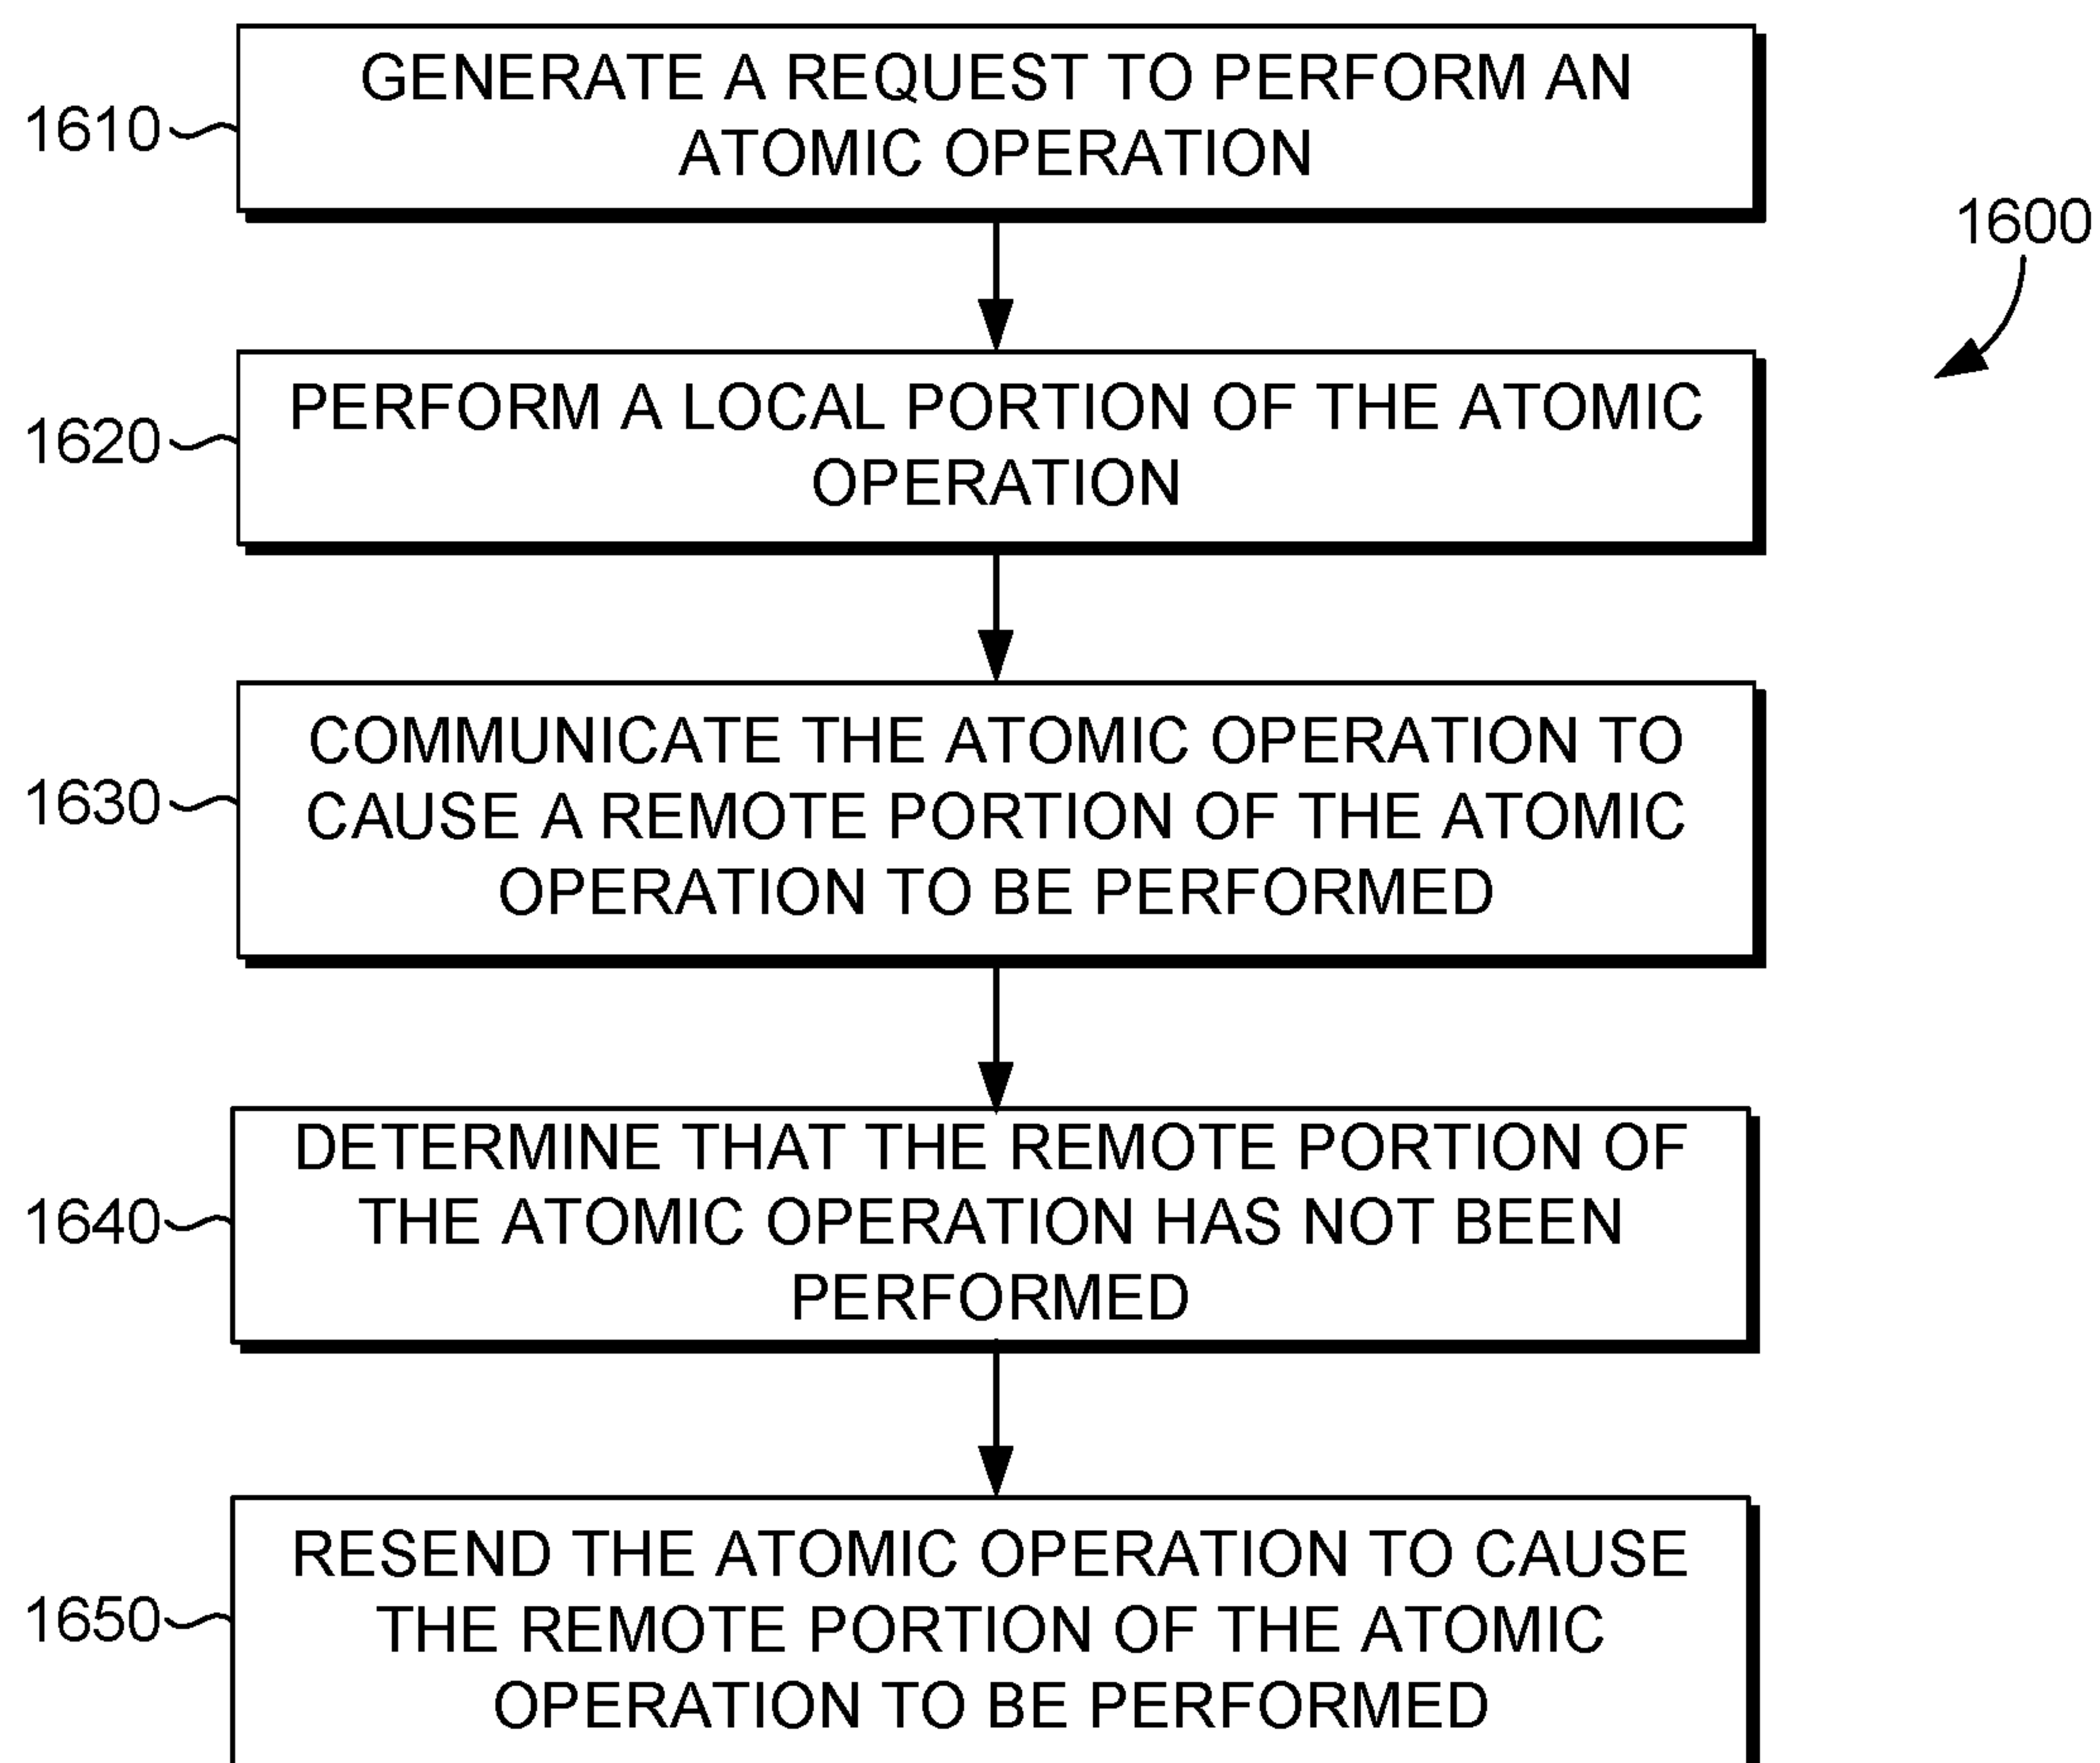 GENERATE A REQUEST TO PERFORM AN
ATOMIC OPERATION
1610
1600
PERFORM A LOCAL PORTION OF THE ATOMIC
OPERATION
1620
COMMUNICATE THE ATOMIC OPERATION TO
CAUSE A REMOTE PORTION OF THE ATOMIC
OPERATION TO BE PERFORMED
1630
DETERMINE THAT THE REMOTE PORTION OF
THE ATOMIC OPERATION HAS NOT BEEN
PERFORMED
1640
RESEND THE ATOMIC OPERATION TO CAUSE
THE REMOTE PORTION OF THE ATOMIC
OPERATION TO BE PERFORMED
1650